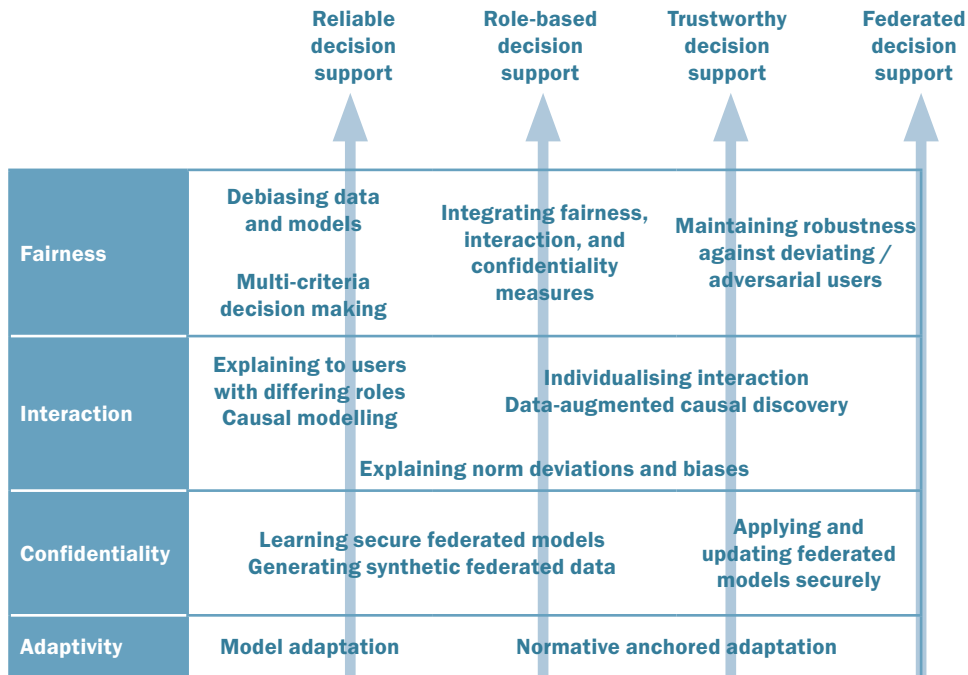 Reliable
decision
support
Role-based
decision
support
Trustworthy
decision
support
Federated
decision
support
Fairness
Debiasing data
and models
Multi-criteria
decision making
Integrating fairness,
interaction, and
confidentiality
measures
Maintaining robustness
against deviating /
adversarial users
Interaction
Explaining to users
with differing roles
Causal modelling
Individualising interaction
Data-augmented causal discovery
Explaining norm deviations and biases
Confidentiality
Learning secure federated models
Generating synthetic federated data
Applying and
updating federated
models securely
Adaptivity
Model adaptation
Normative anchored adaptation